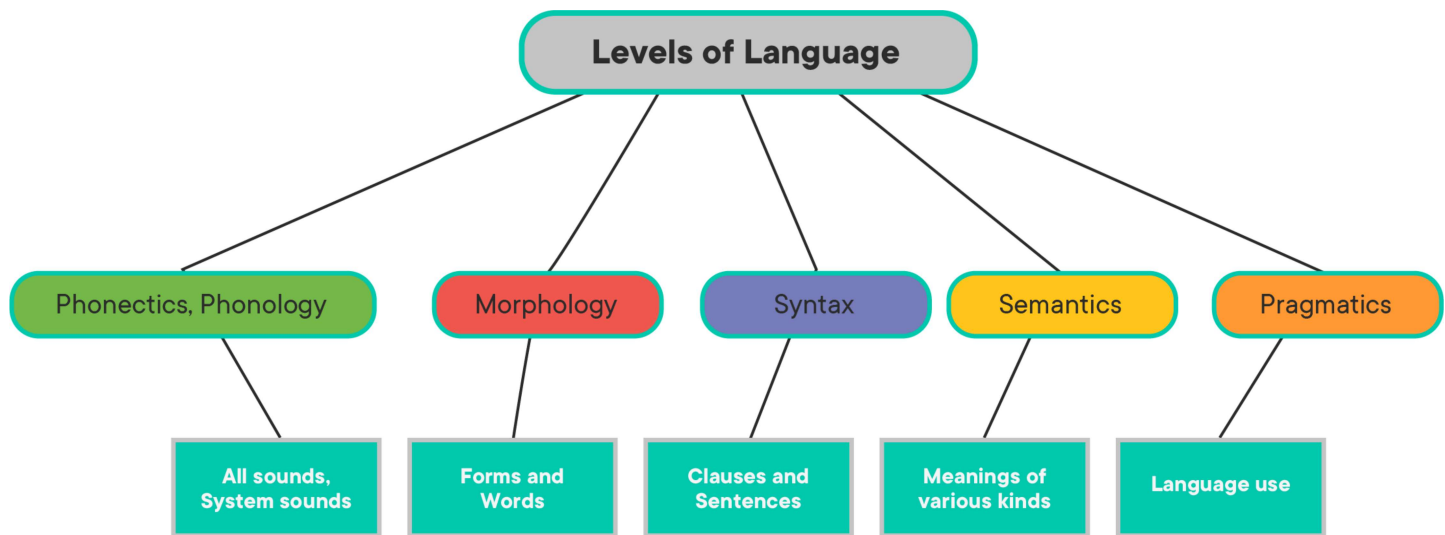 Levels of Language
Phonectics, Phonology
Morphology
Syntax
Semantics
Pragmatics
All sounds,
System sounds
Forms and
Words
Clauses and
Sentences
Meanings of
various kinds
Language use